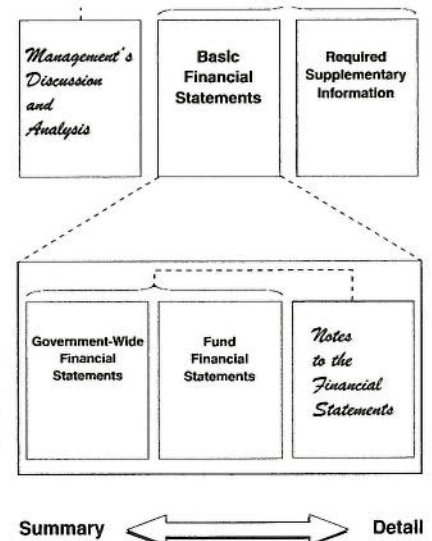 Management's
Discussion
and
Analysis
Basic
Financial
Statements
Required
Supplementary
Information
Government-Wide
Financial
Statements
Fund
Financial
Statements
Notes
to the
Financial
Statements
Summary
Detail